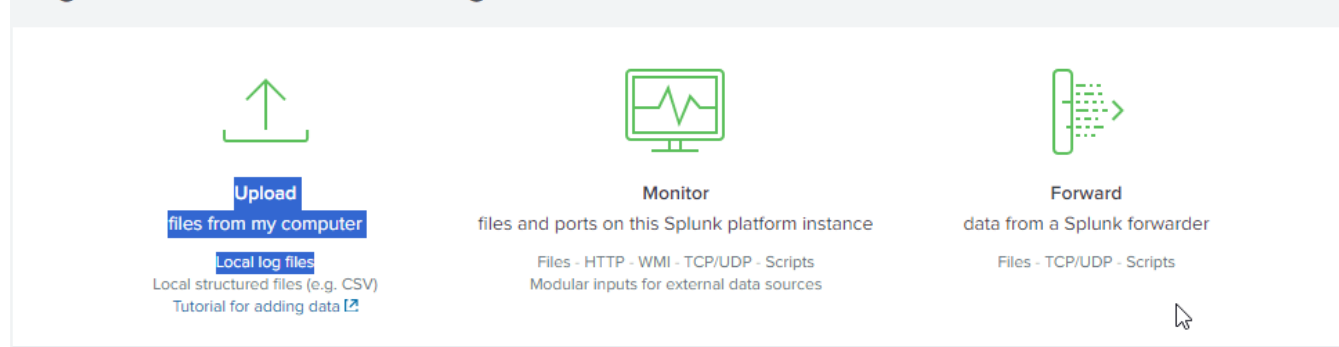 Upload
files from my computer
Local log files
Local structured files (e.g. CSV)
Tutorial for adding data
Monitor
files and ports on this Splunk platform instance
Files - HTTP - WMI - TCP/UDP - Scripts
Modular inputs for external data sources
Forward
data from a Splunk forwarder
Files - TCP/UDP - Scripts